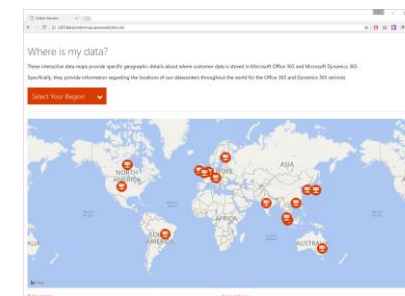 Where is my data?
These interactive data maps provide specific geographic details about where customer data is stored in Microsoft Office 365 and Microsoft Dynamics 365.
Specifically, they provide information regarding the locations of our datacenters throughout the world for the Office 365 and Dynamics 365 services
Select Your Region
NORTH AMERICA
EUROPE
ASIA
AFRICA
SOUTH AMERICA
AUSTRALIA
ALIA